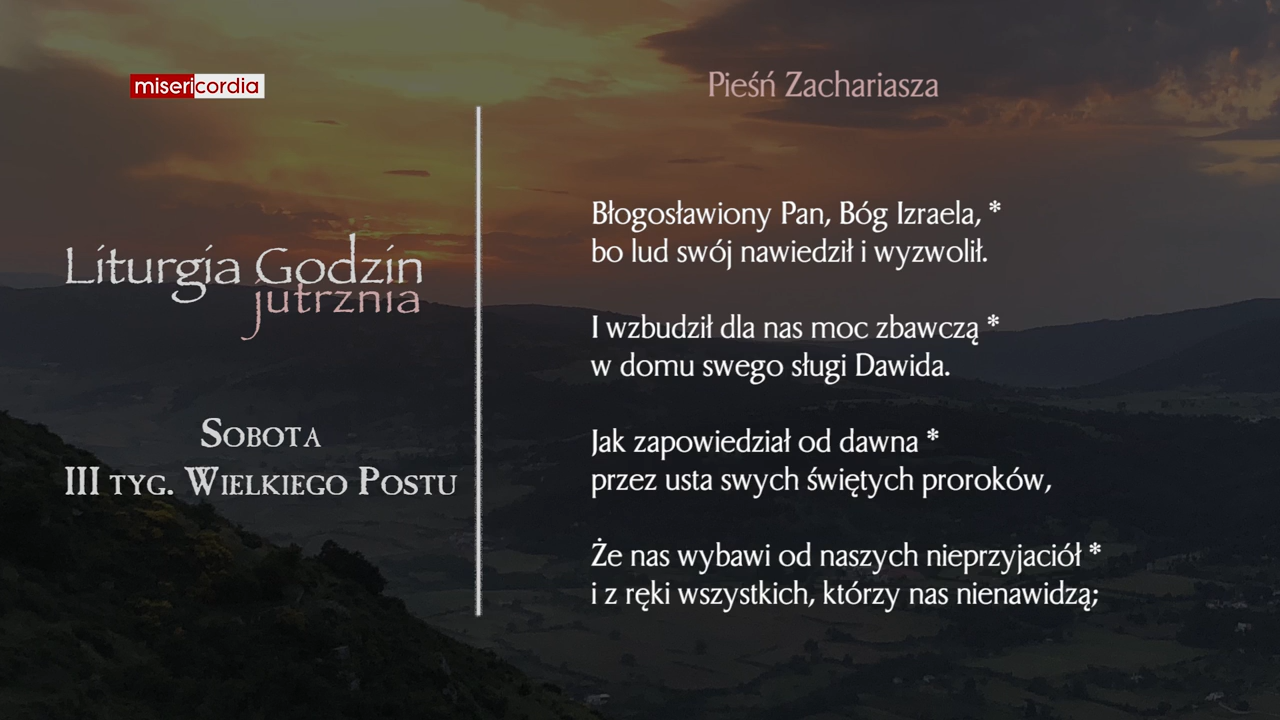 misericordia
Liturgia Godzin
jutrznia
Sobota
III tyg. Wielkiego Postu
Pieśń Zachariasza
Błogosławiony Pan, Bóg Izraela, *
bo lud swój nawiedził i wyzwolił.
I wzbudził dla nas moc zbawczą *
w domu swego sługi Dawida.
Jak zapowiedział od dawna *
przez usta swych świętych proroków,
Że nas wybawi od naszych nieprzyjaciół *
i z ręki wszystkich, którzy nas nienawidzą;